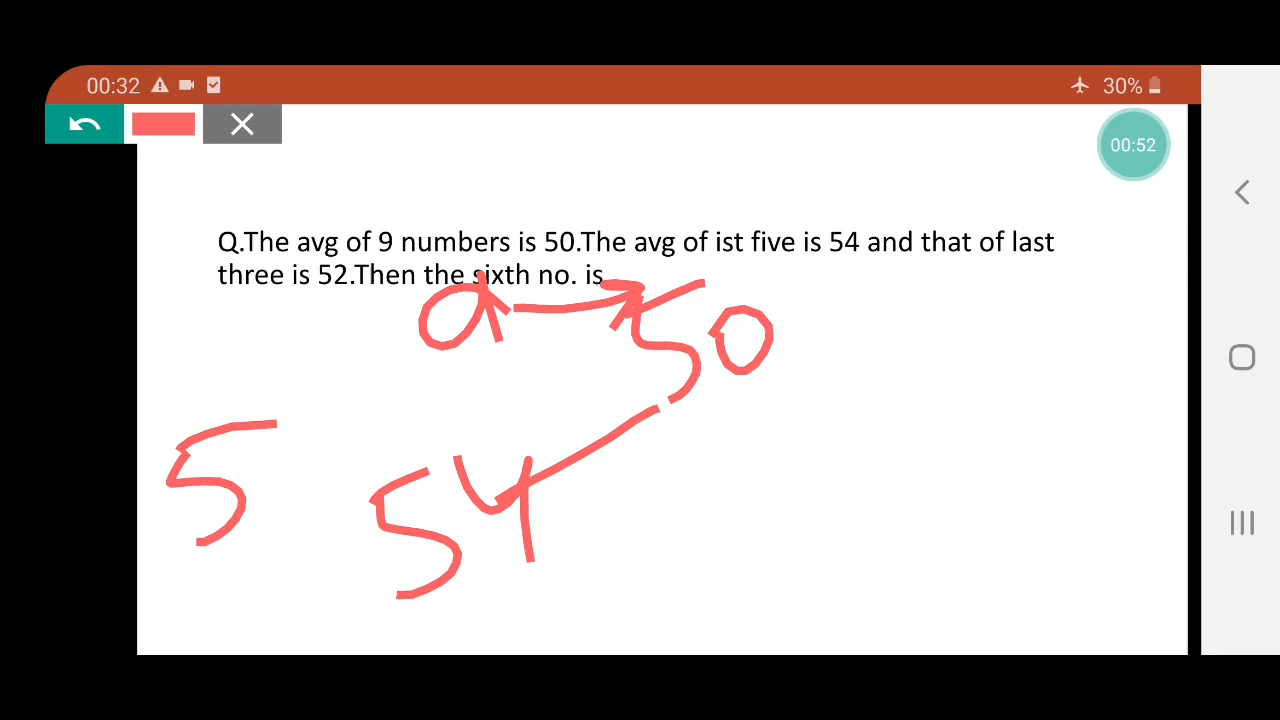 00:32 30%
00:52
Q.The avg of 9 numbers is 50.The avg of ist five is 54 and that of last
three is 52.Then the sixth no. is
9 50
5 54